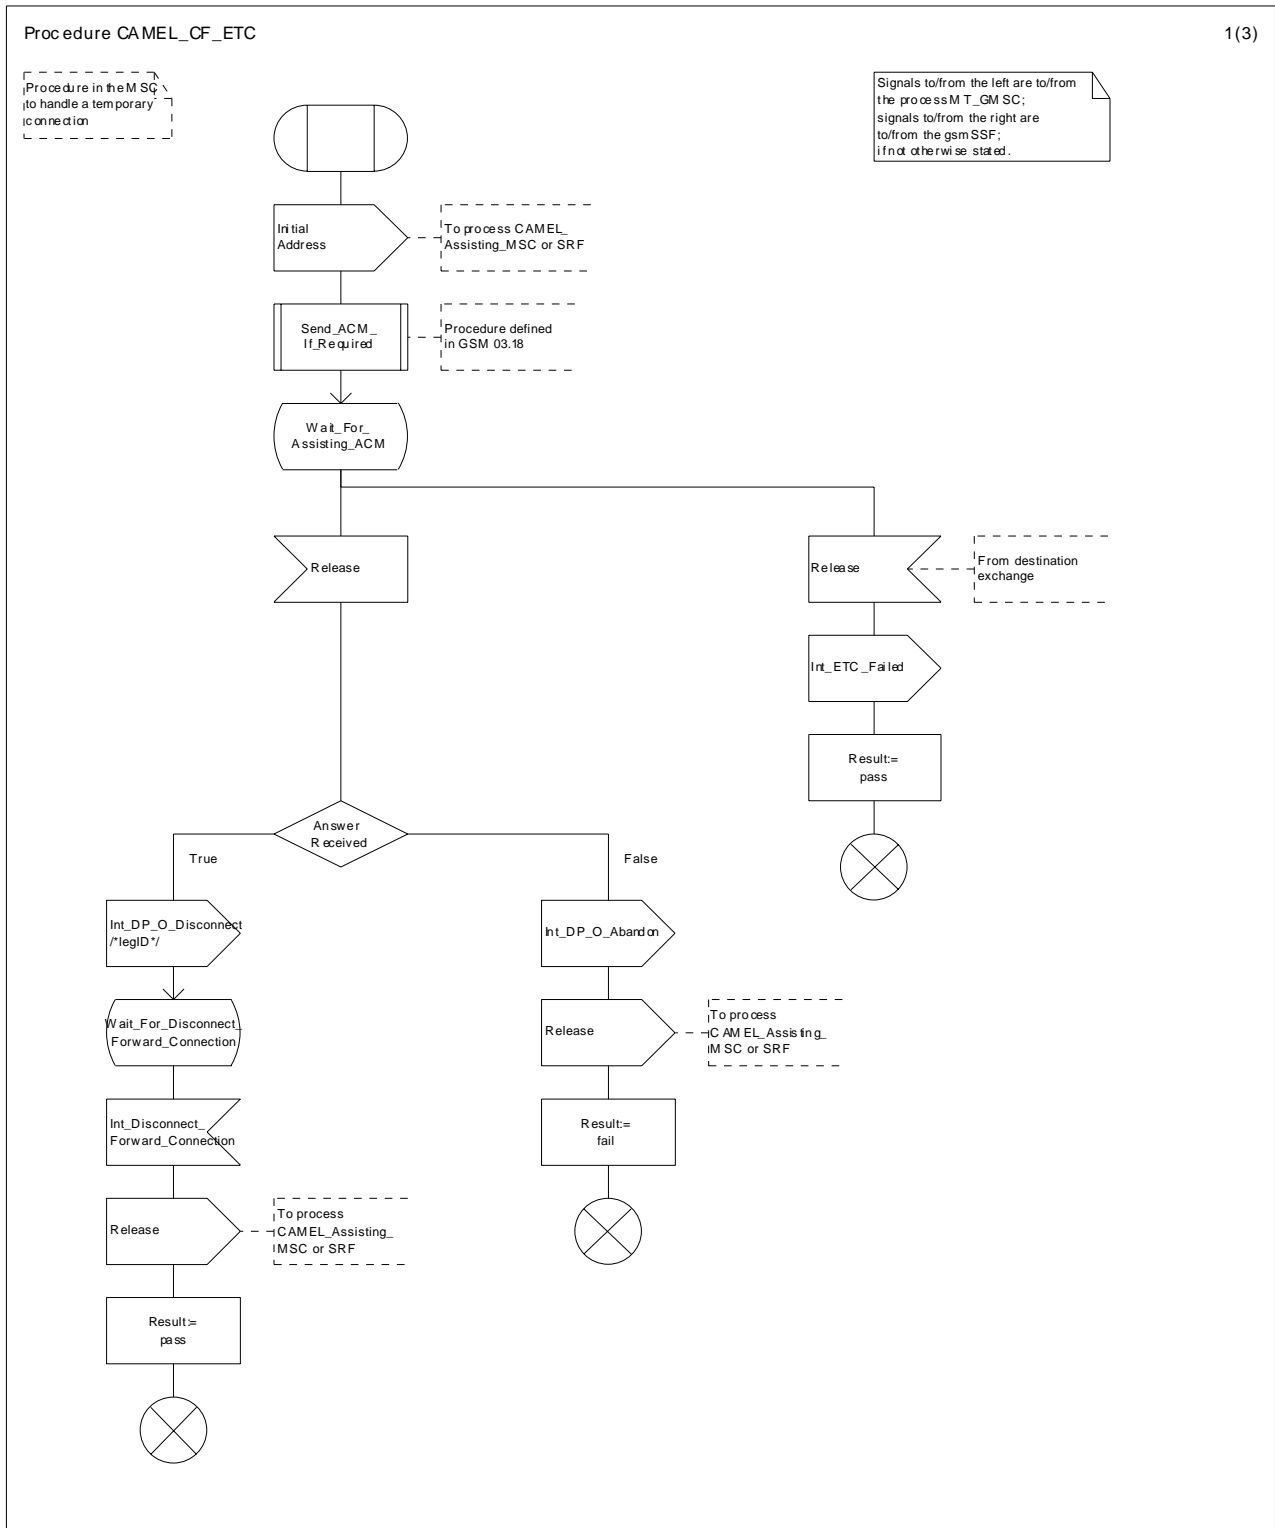 Procedure CAMEL_CF_ETC
1(3)
Procedure in the MSC
to handle a temporary
connection
Signals to/from the left are to/from
the process MT_GMSC;
signals to/from the right are
to/from the gsmSSF;
if not otherwise stated.
Initial
Address
To process CAMEL_
Assisting_MSC or SRF
Send_ACM_
If_Required
Procedure defined
in GSM 03.18
Wait_For_
Assisting_ACM
Release
Release
From destination
exchange
Int_ETC_Failed
Result:=
pass
Answer
Received
True
False
Int_DP_O_Disconnect
/*legID*/
Int_DP_O_Abandon
Wait_For_Disconnect_
Forward_Connection
Release
To process
CAMEL_Assisting_
MSC or SRF
Int_Disconnect_
Forward_Connection
Result:=
fail
Release
To process
CAMEL_Assisting_
MSC or SRF
Result:=
pass